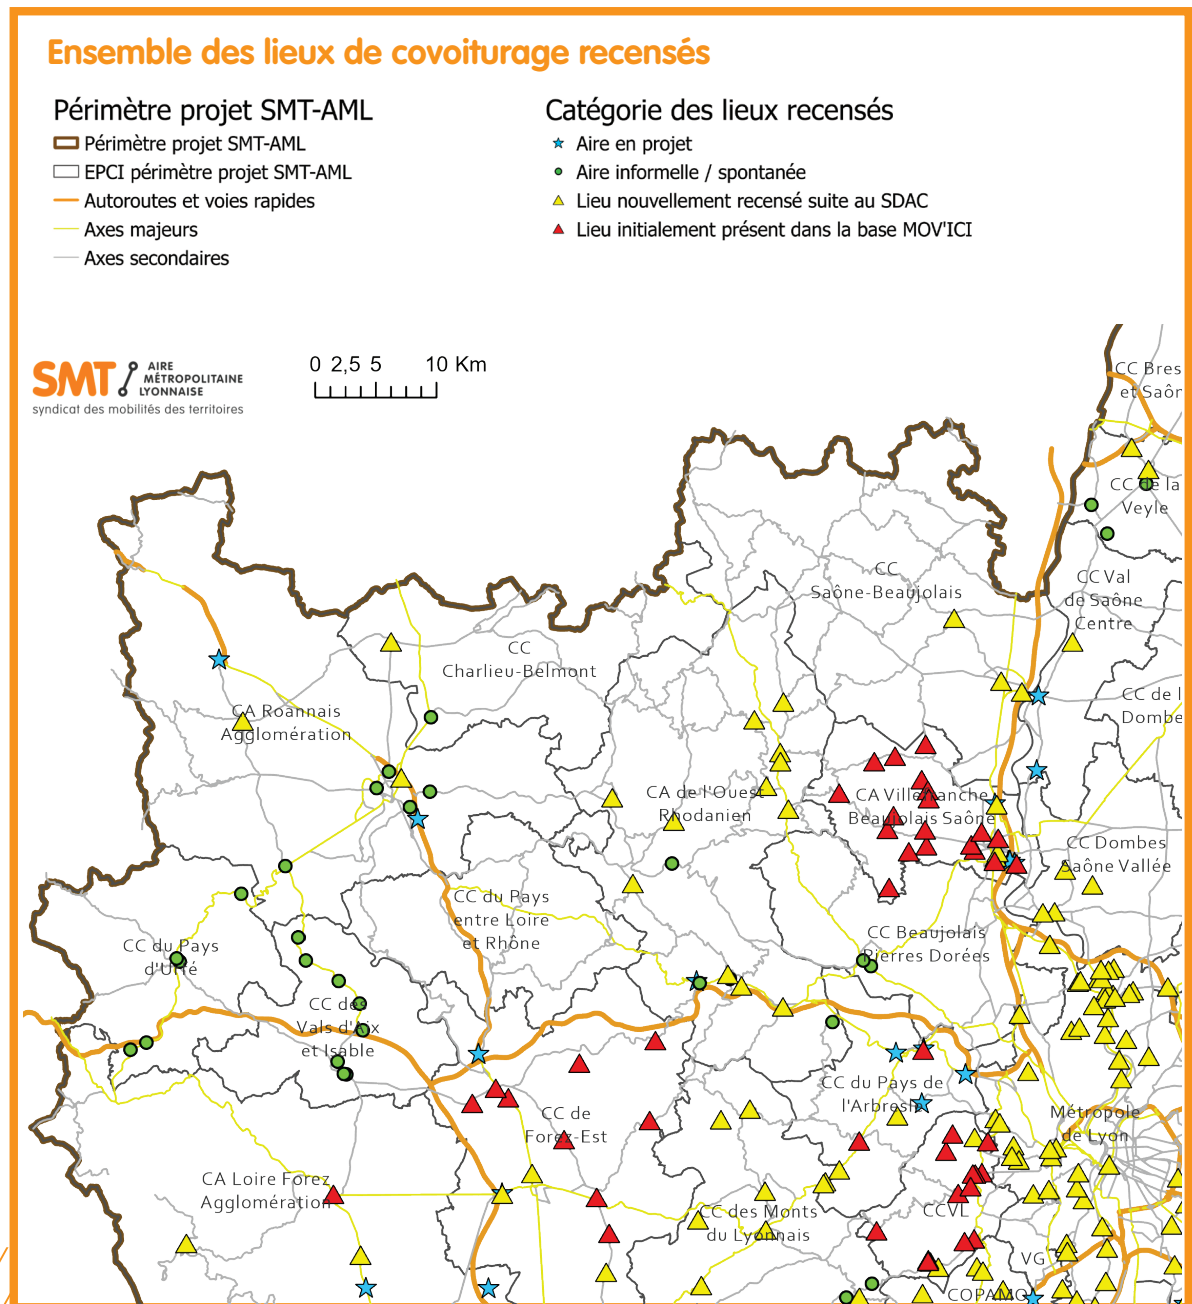 Ensemble des lieux de covoiturage recensés
Périmètre projet SMT-AML
Périmètre projet SMT-AML
EPCI périmètre projet SMT-AML
Autoroutes et voies rapides
Axes majeurs
Axes secondaires
Catégorie des lieux recensés
Aire en projet
Aire informelle / spontanée
Lieu nouvellement recensé suite au SDAC
Lieu initialement présent dans la base MOV'ICI
SMT
AIRE
MÉTROPOLITAINE
LYONNAISE
syndicat des mobilités des territoires
0 2,5 5 10 Km
CC Bres
et Saôn
CC de la
Veyle
CC
Saône-Beaujolais
CC Val
de Saône
Centre
CC
Charlieu-Belmont
CA Roannais
Agglomération
CC de l
Dombe
CA de l'Ouest
Rhodanien
CA Villefranche
Beaujolais Saône
CC Dombes
Saône Vallée
CC du Pays
entre Loire
et Rhône
CC du Pays
d'Urfé
CC Beaujolais
Pierres Dorées
CC des
Vals d'Aix
et Isable
CC du Pays de
l'Arbresle
CC de
Forez-Est
Métropole
de Lyon
CA Loire Forez
Agglomération
CC des Monts
du Lyonnais
CCVL
VG
COPAMO